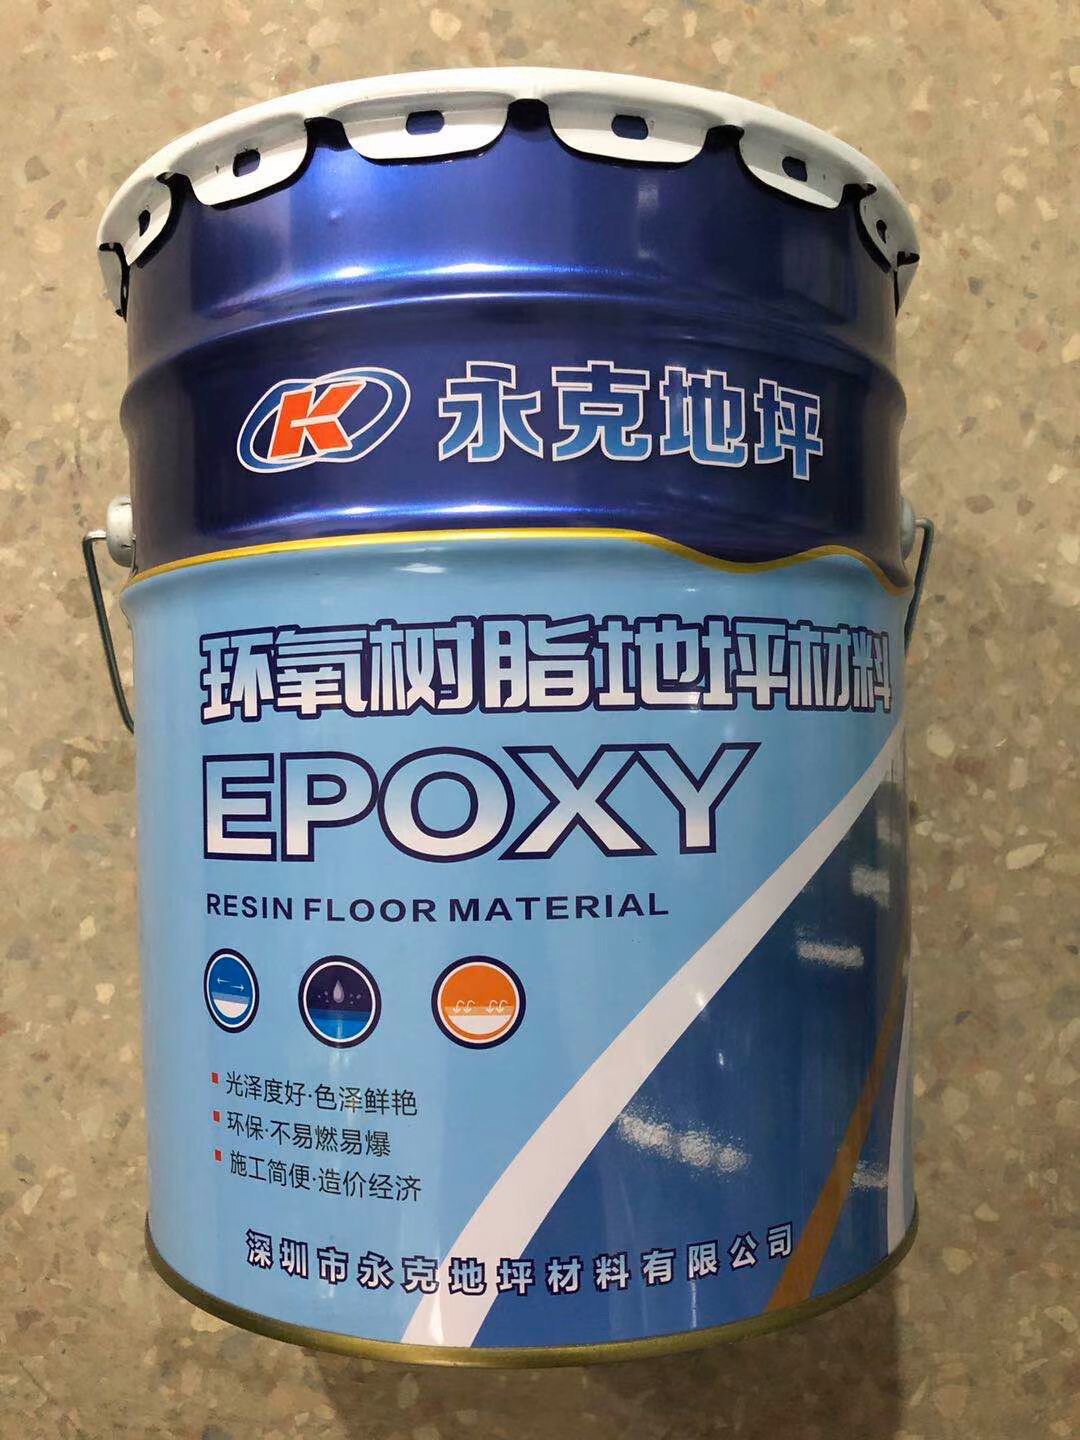 K 永克地坪
环氧树脂地坪材料
EPOXY
RESIN FLOOR MATERIAL
光泽度好·色泽鲜艳
环保·不易燃易爆
施工简便·造价经济
深圳市永克地坪材料有限公司